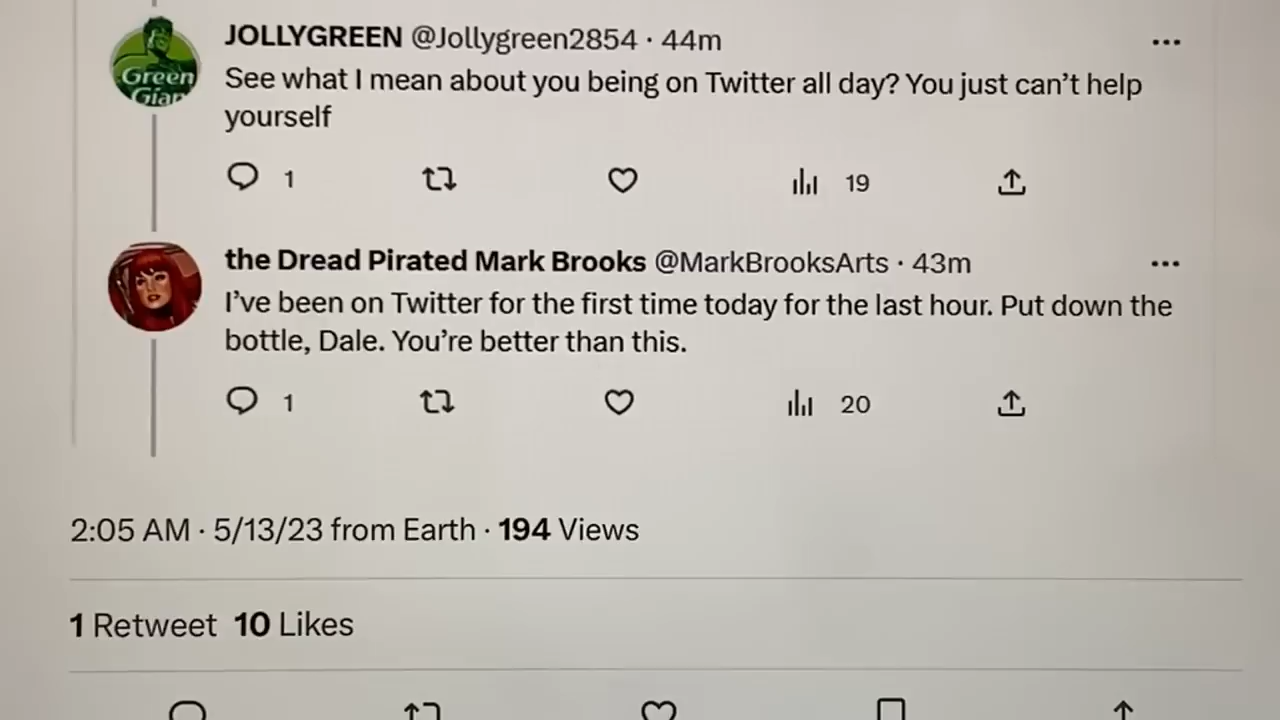 JOLLYGREEN @Jollygreen2854 · 44m
Green
Gian
See what I mean about you being on Twitter all day? You just can't help
yourself
1 19
the Dread Pirated Mark Brooks @MarkBrooksArts · 43m
I've been on Twitter for the first time today for the last hour. Put down the
bottle, Dale. You're better than this.
1 20
2:05 AM · 5/13/23 from Earth · 194 Views
1 Retweet 10 Likes